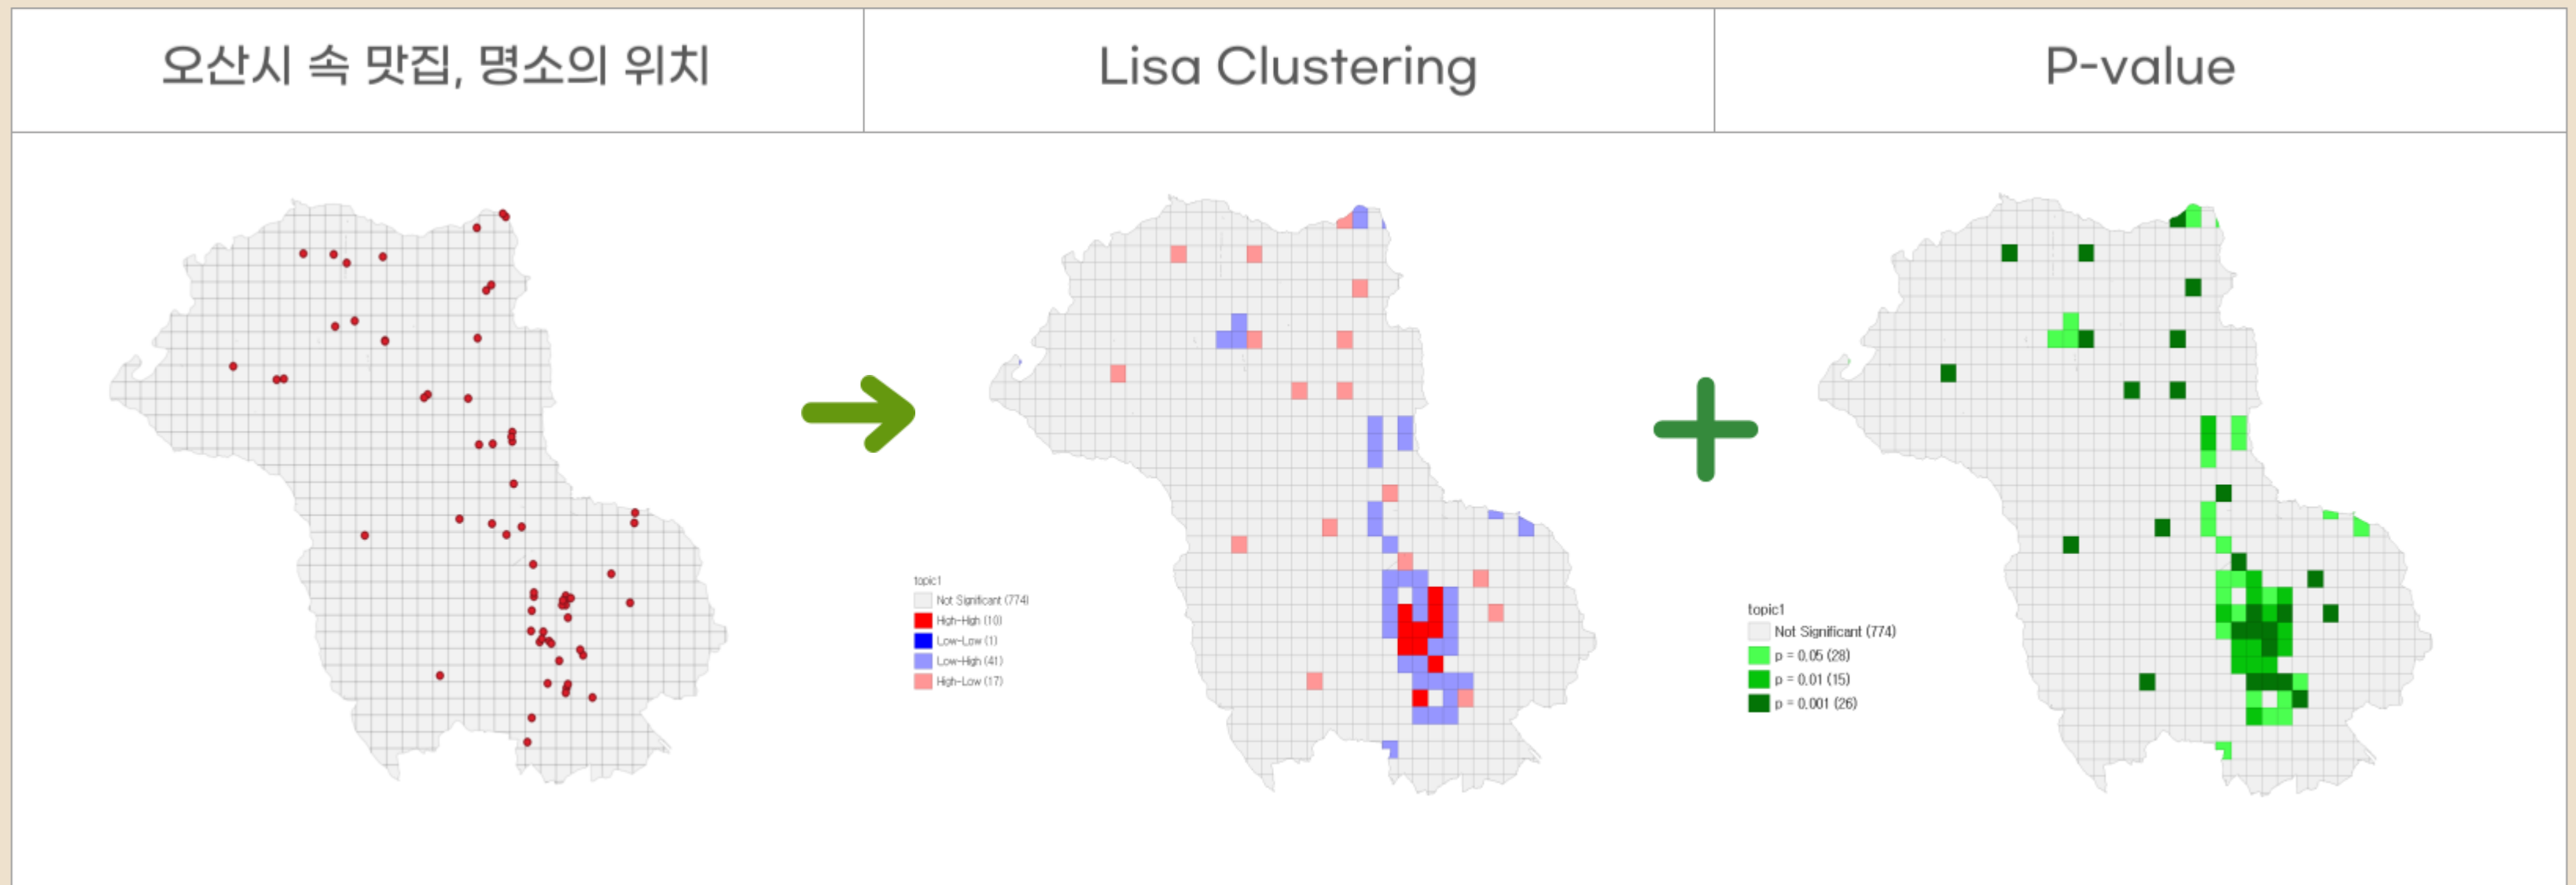 오산시 속 맛집, 명소의 위치
Lisa Clustering
P-value
topic1
Not Significant (774)
High-High (10)
Low-Low (1)
Low-High (41)
High-Low (17)
topic1
Not Significant (774)
p = 0.05 (28)
p = 0.01 (15)
p = 0.001 (26)